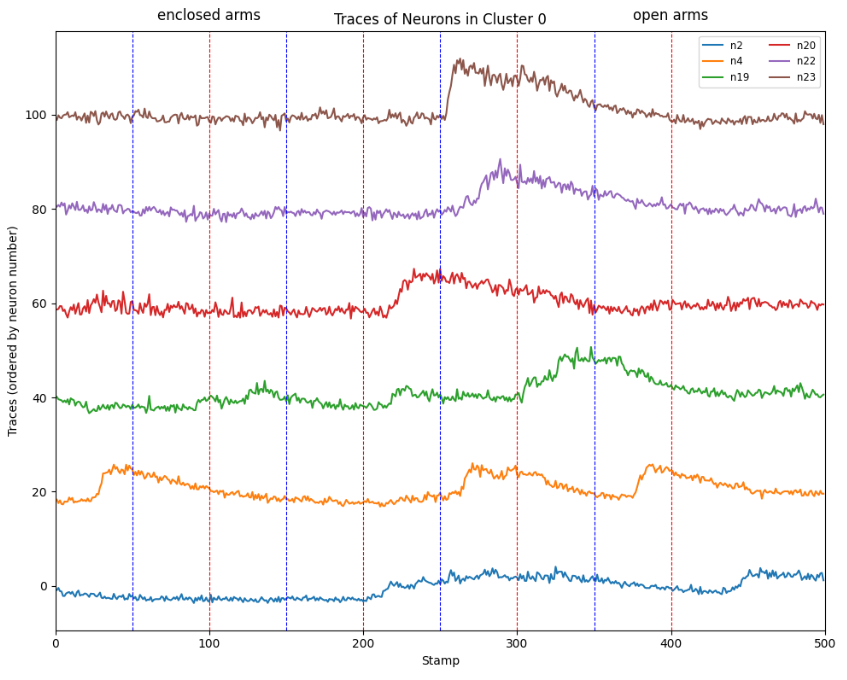 enclosed arms
Traces of Neurons in Cluster 0
open arms
n2
n4
n19
n20
n22
n23
100
80
60
40
20
0
Traces (ordered by neuron number)
0
100
200
300
400
500
Stamp